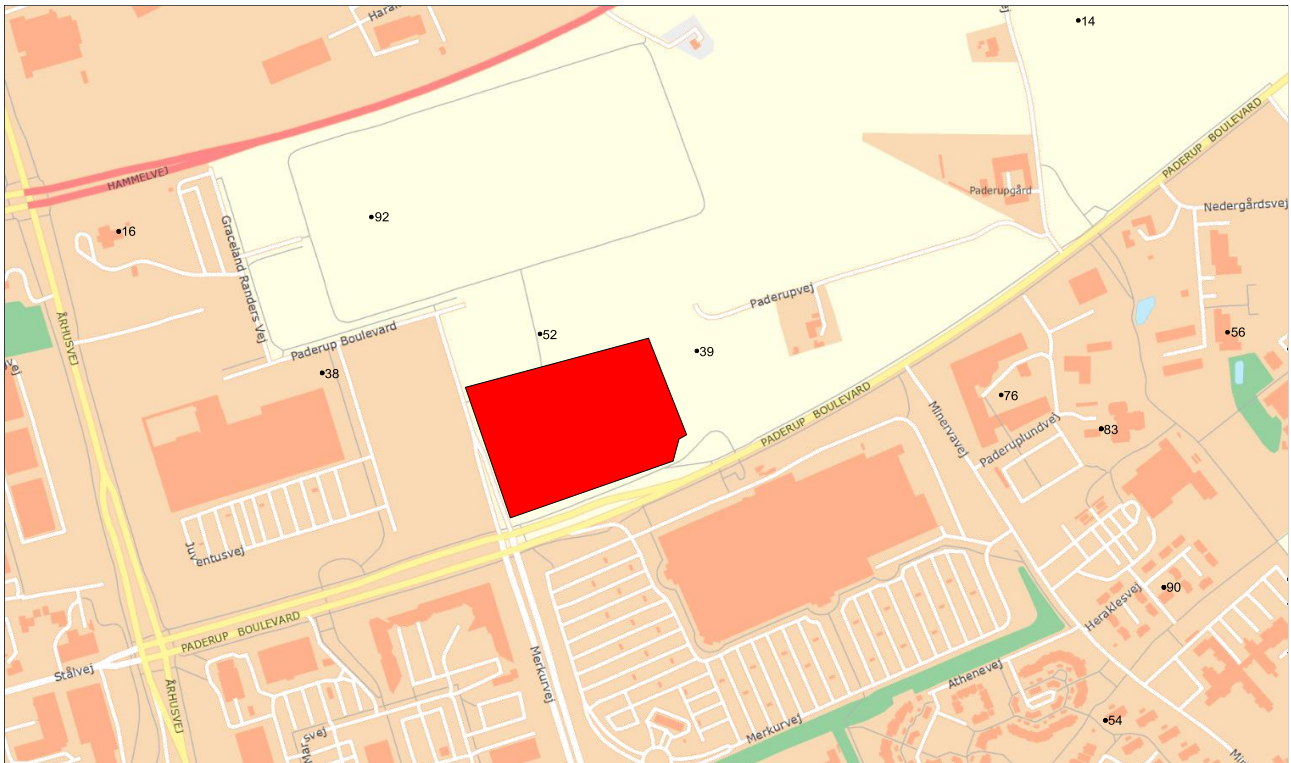 14
HAMMELVEJ
PADERUP BOULEVARD
Paderupgård
Nedergårdsvej
92
16
Graceland Randers Vej
Paderupvej
ÅRHUSVEJ
52
56
Paderup Boulevard
39
38
PADERUP BOULEVARD
76
Minervavej
83
Paderuplundvej
Juventusvej
90
Heraklesvej
PADERUP BOULEVARD
Stålvej
Merkurvej
Athenevej
ÅRHUSVEJ
54
Merkurvej